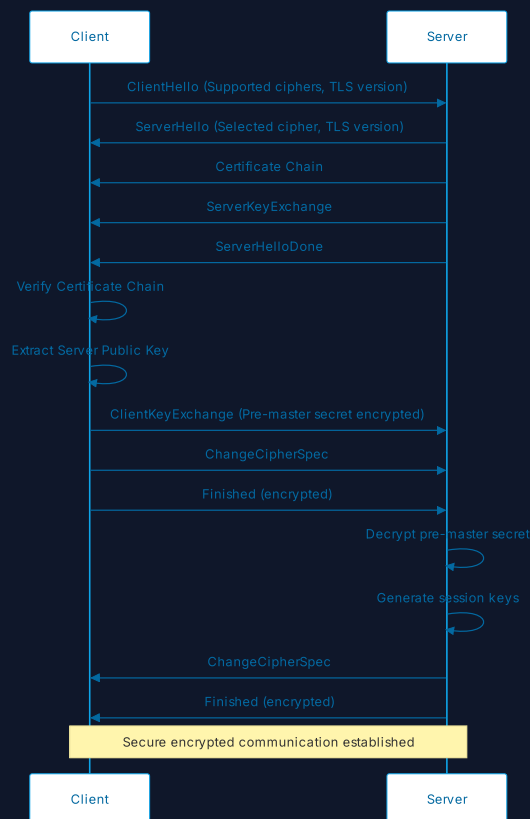 Client
Server
ClientHello (Supported ciphers, TLS version)
ServerHello (Selected cipher, TLS version)
Certificate Chain
ServerKeyExchange
ServerHelloDone
Verify Certificate Chain
Extract Server Public Key
ClientKeyExchange (Pre-master secret encrypted)
ChangeCipherSpec
Finished (encrypted)
Decrypt pre-master secret
Generate session keys
ChangeCipherSpec
Finished (encrypted)
Secure encrypted communication established
Client
Server